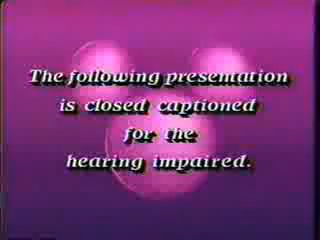 The following presentation
is closed captioned
for the
hearing impaired.